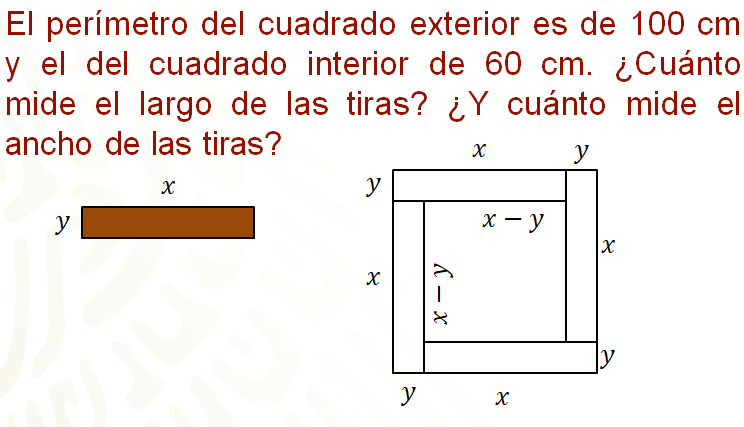 El perímetro del cuadrado exterior es de 100 cm
y el del cuadrado interior de 60 cm. ¿Cuánto
mide el largo de las tiras? ¿Y cuánto mide el
ancho de las tiras?
x
y
x
y
y
x − y
x
x
x − y
y
y
x